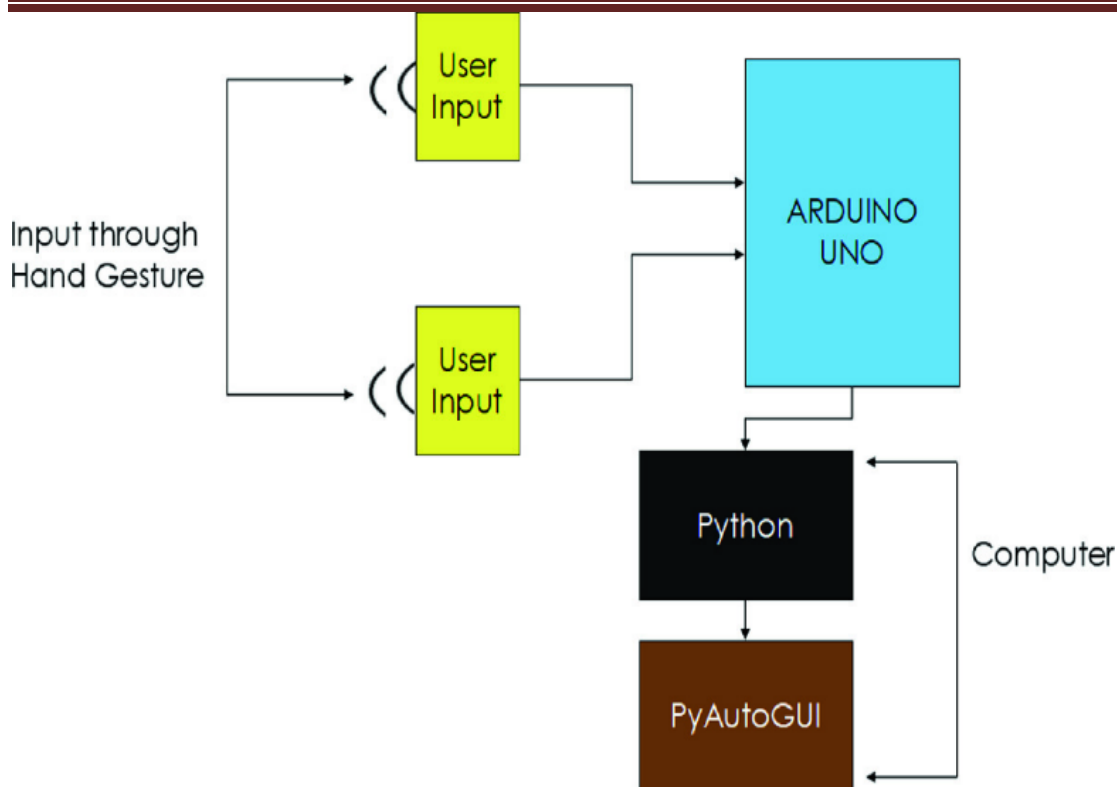 User
Input
Input through
Hand Gesture
ARDUINO
UNO
User
Input
Python
Computer
PyAutoGUI